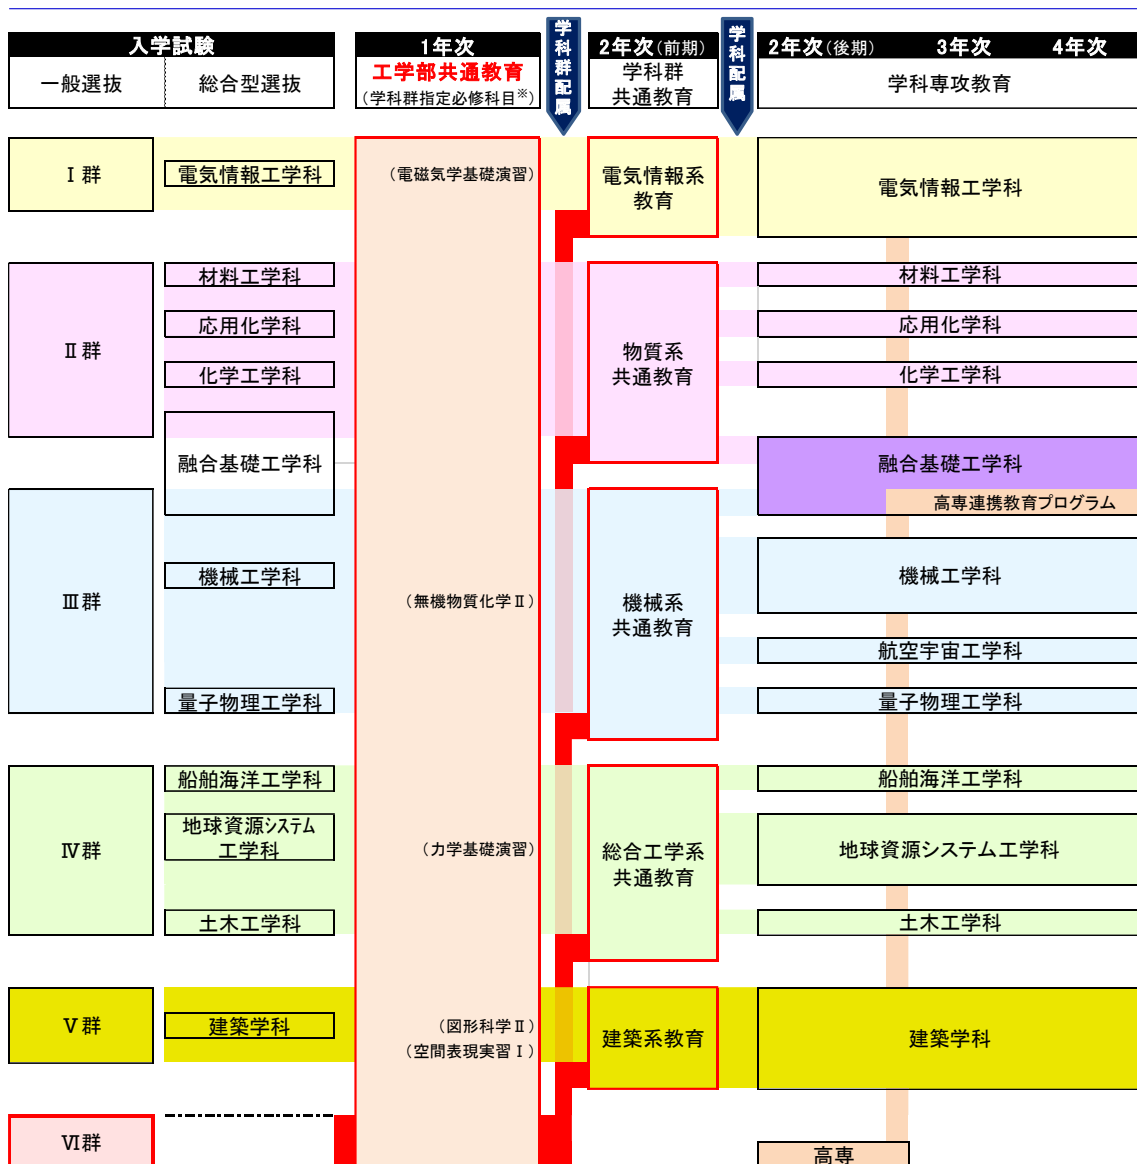 入学試験
一般選抜
総合型選抜
1年次
工学部共通教育
(学科群指定必修科目※)
学科群配属
2年次(前期)
学科群
共通教育
学科配属
2年次(後期) 3年次 4年次
学科専攻教育
Ⅰ群
電気情報工学科
(電磁気学基礎演習)
電気情報系
教育
電気情報工学科
Ⅱ群
材料工学科
応用化学科
化学工学科
融合基礎工学科
物質系
共通教育
材料工学科
応用化学科
化学工学科
融合基礎工学科
高専連携教育プログラム
Ⅲ群
機械工学科
量子物理工学科
(無機物質化学Ⅱ)
機械系
共通教育
機械工学科
航空宇宙工学科
量子物理工学科
Ⅳ群
船舶海洋工学科
地球資源システム
工学科
土木工学科
(力学基礎演習)
総合工学系
共通教育
船舶海洋工学科
地球資源システム工学科
土木工学科
Ⅴ群
建築学科
(図形科学Ⅱ)
(空間表現実習Ⅰ)
建築系教育
建築学科
Ⅵ群
高専